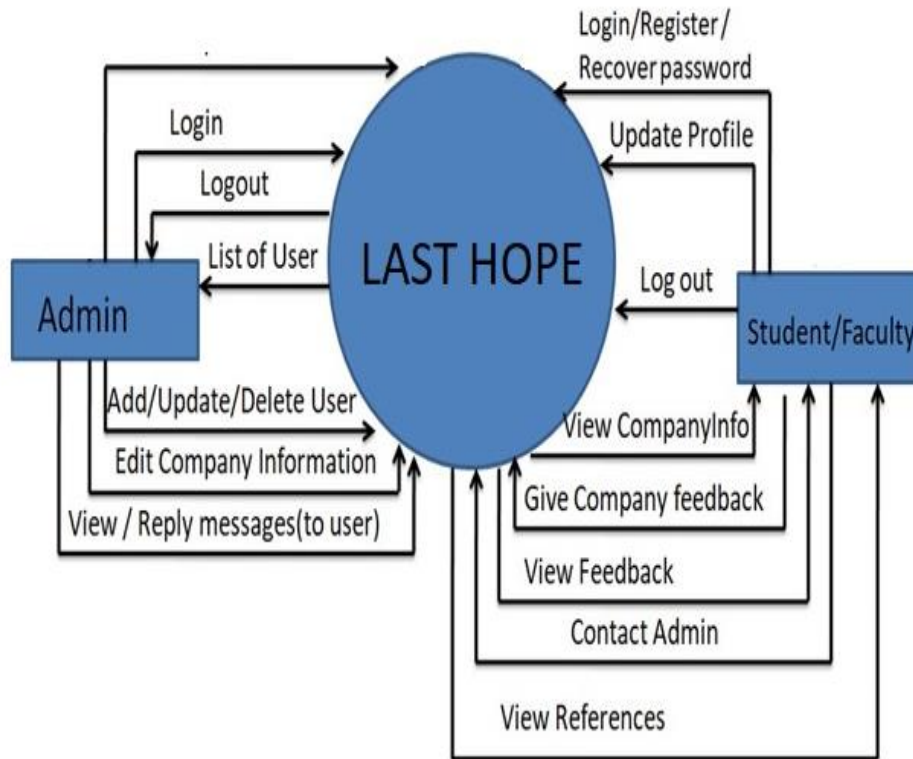 Login/Register/
Recover password
Login
Update Profile
Logout
List of User
LAST HOPE
Log out
Admin
Student/Faculty
Add/Update/Delete User
View CompanyInfo
Edit Company Information
Give Company feedback
View / Reply messages(to user)
View Feedback
Contact Admin
View References